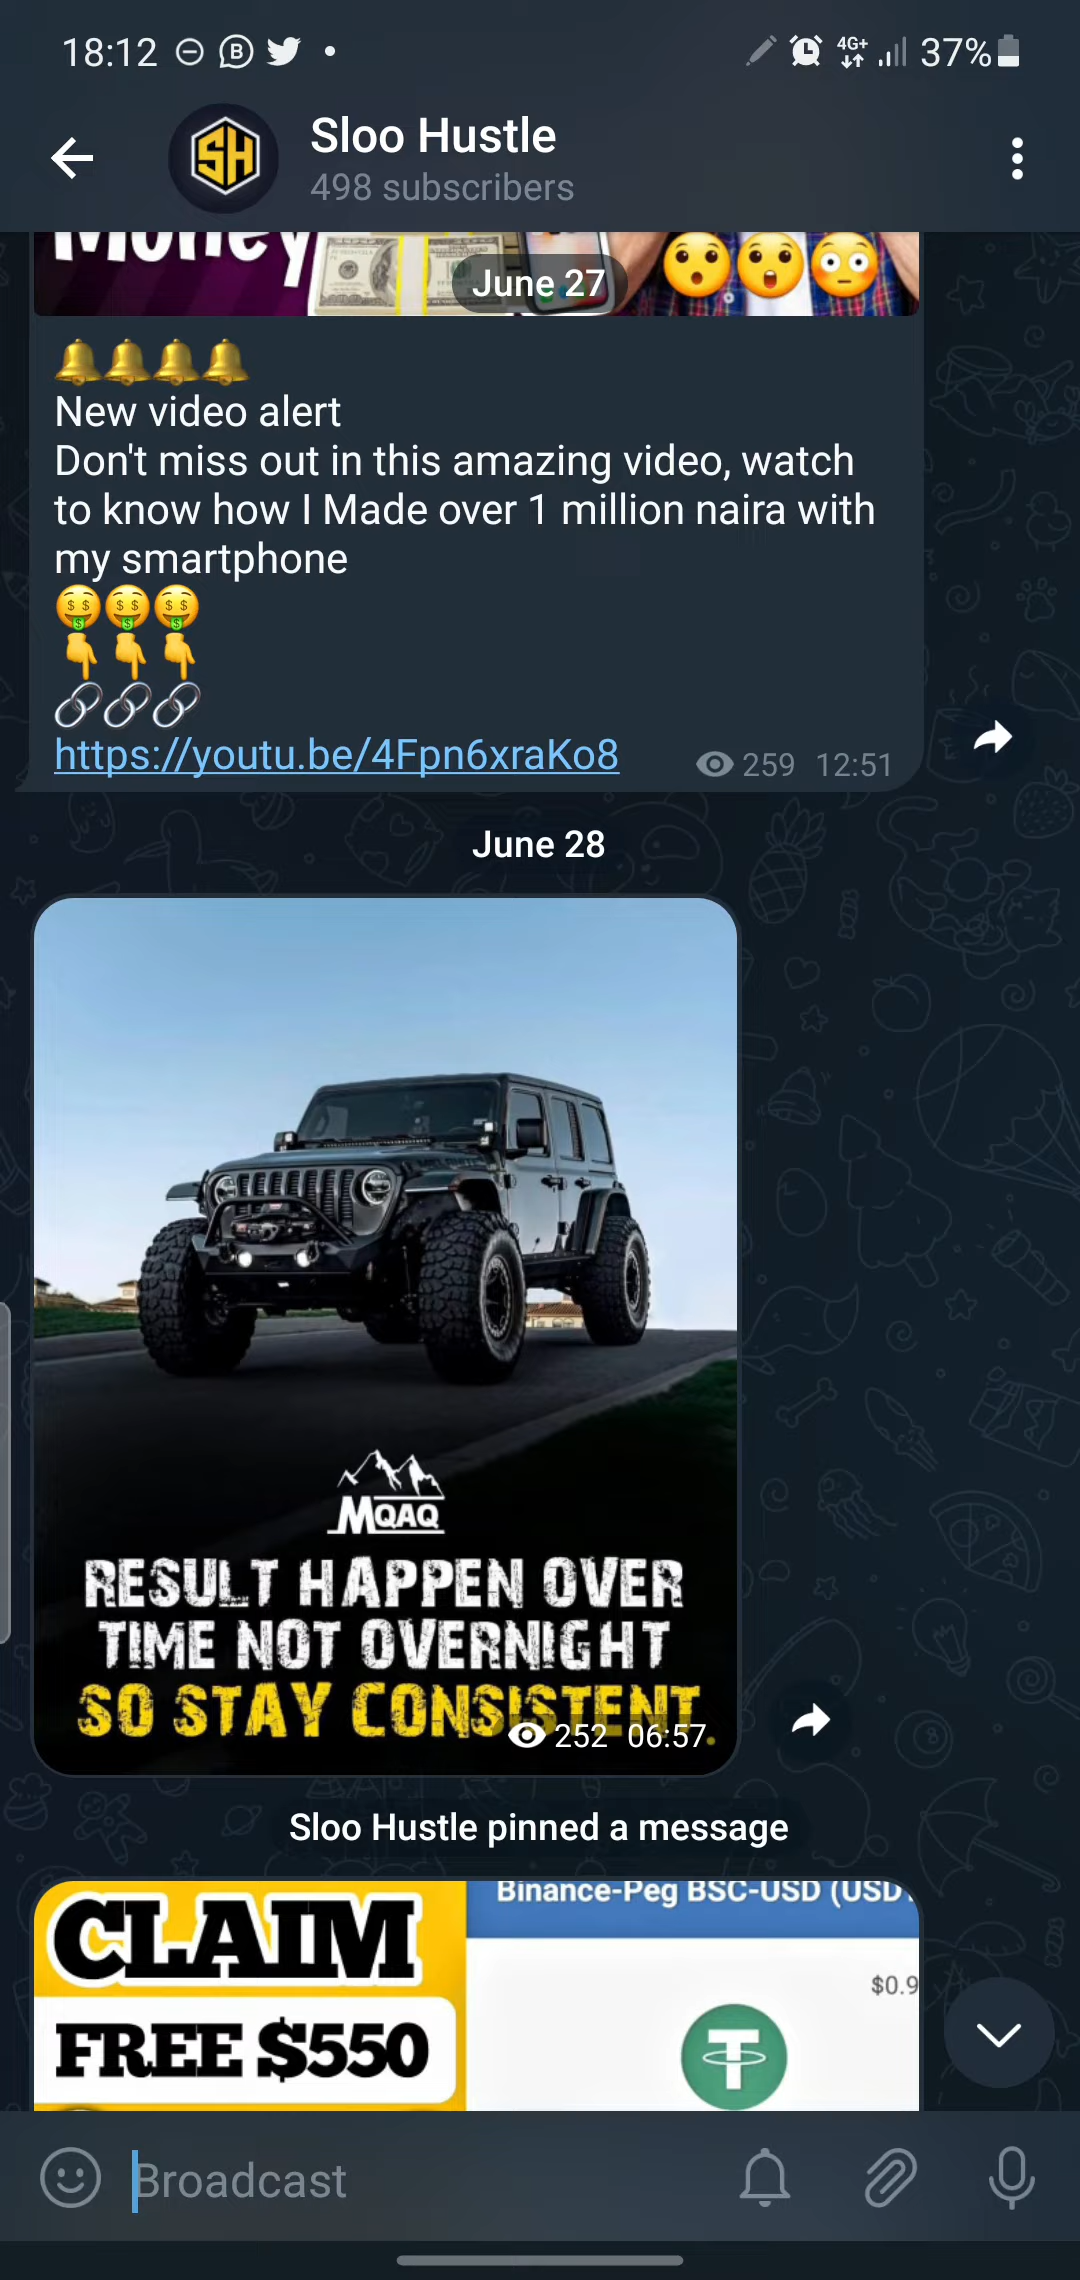 18:12
4G+
37%
SH
Sloo Hustle
498 subscribers
Money
June 27
New video alert
Don't miss out in this amazing video, watch
to know how I Made over 1 million naira with
my smartphone
https://youtu.be/4Fpn6xraKo8
259 12:51
June 28
MQAQ
RESULT HAPPEN OVER
TIME NOT OVERNIGHT
SO STAY CONSISTENT.
252 06:57
Sloo Hustle pinned a message
CLAIM
FREE $550
Binance-Peg BSC-USD (USD
$0.9
Broadcast